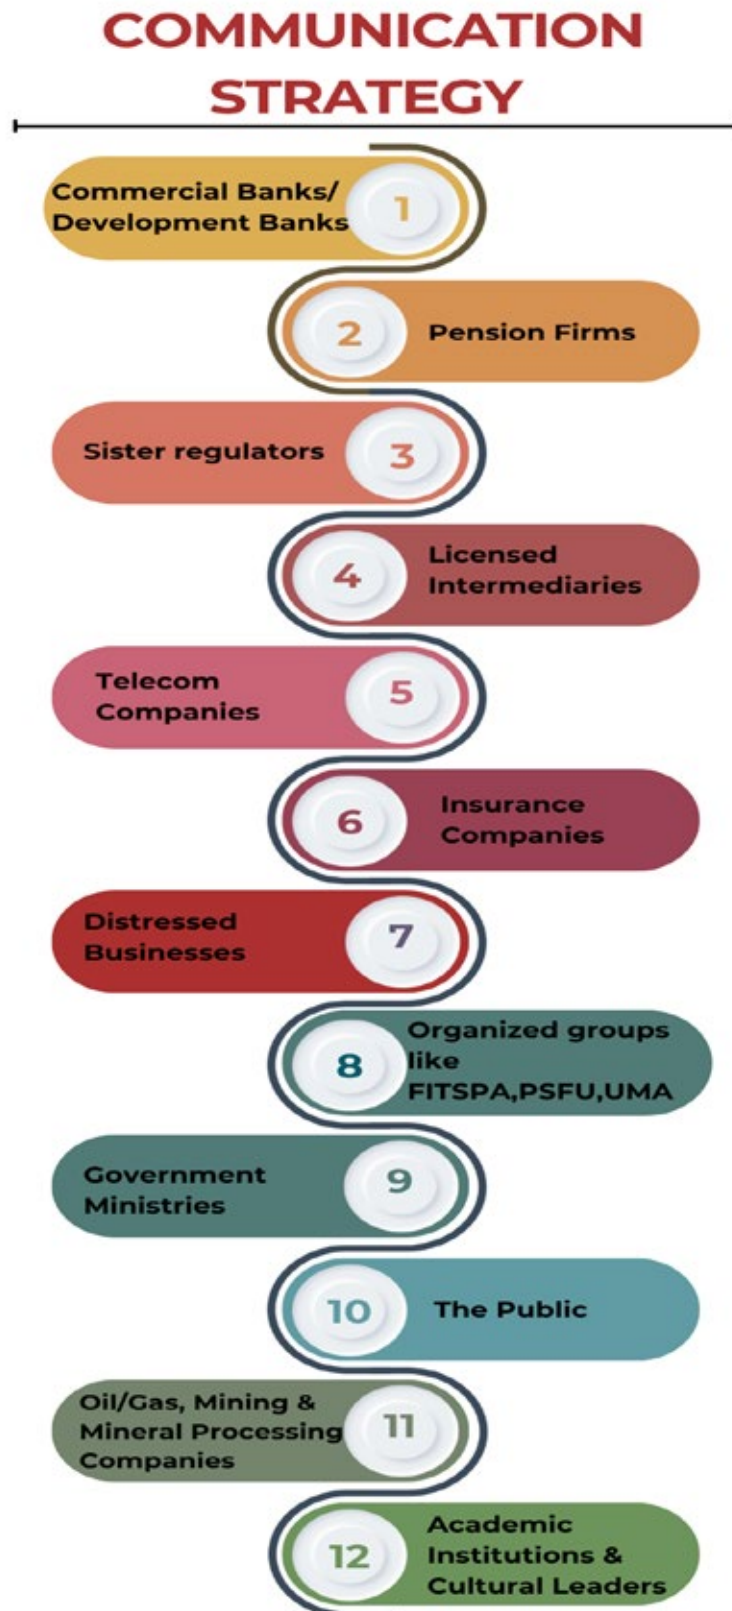 COMMUNICATION
STRATEGY
Commercial Banks/
Development Banks
1
2
Pension Firms
Sister regulators
3
4
Licensed
Intermediaries
Telecom
Companies
5
6
Insurance
Companies
Distressed
Businesses
7
8
Organized groups
like
FITSPA,PSFU,UMA
Government
Ministries
9
10
The Public
Oil/Gas, Mining &
Mineral Processing
Companies
11
12
Academic
Institutions &
Cultural Leaders